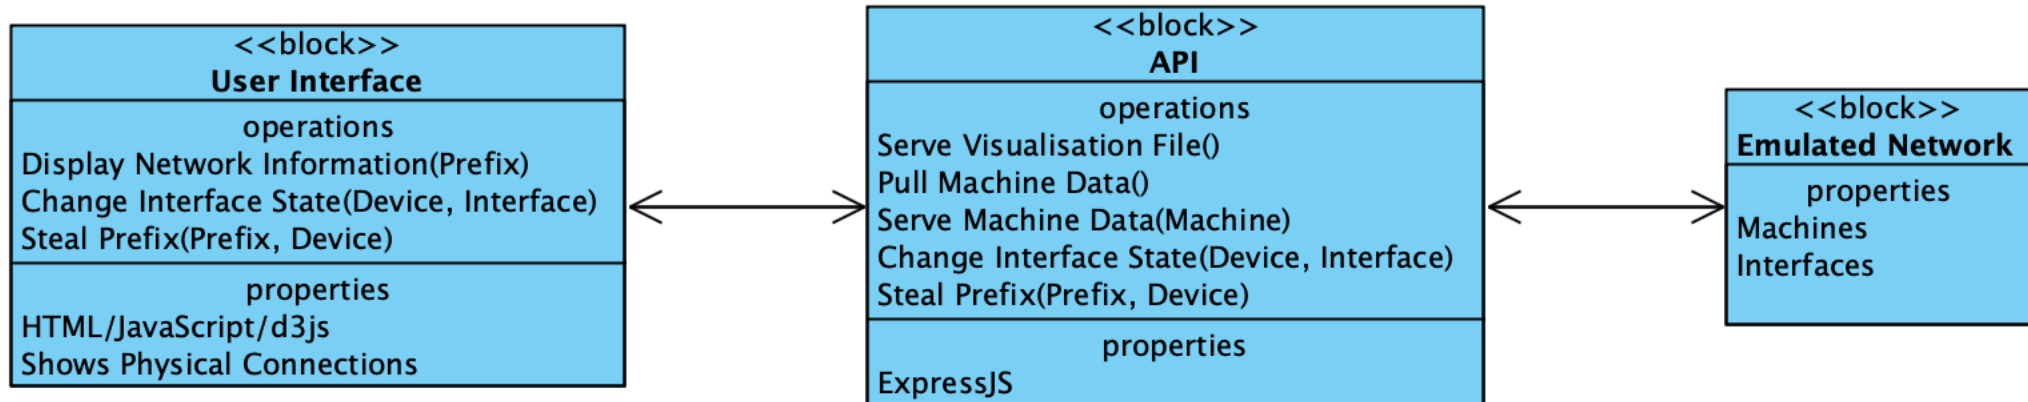 <<block>>
User Interface
operations
Display Network Information(Prefix)
Change Interface State(Device, Interface)
Steal Prefix(Prefix, Device)
properties
HTML/JavaScript/d3js
Shows Physical Connections
<<block>>
API
operations
Serve Visualisation File()
Pull Machine Data()
Serve Machine Data(Machine)
Change Interface State(Device, Interface)
Steal Prefix(Prefix, Device)
properties
ExpressJS
<<block>>
Emulated Network
properties
Machines
Interfaces